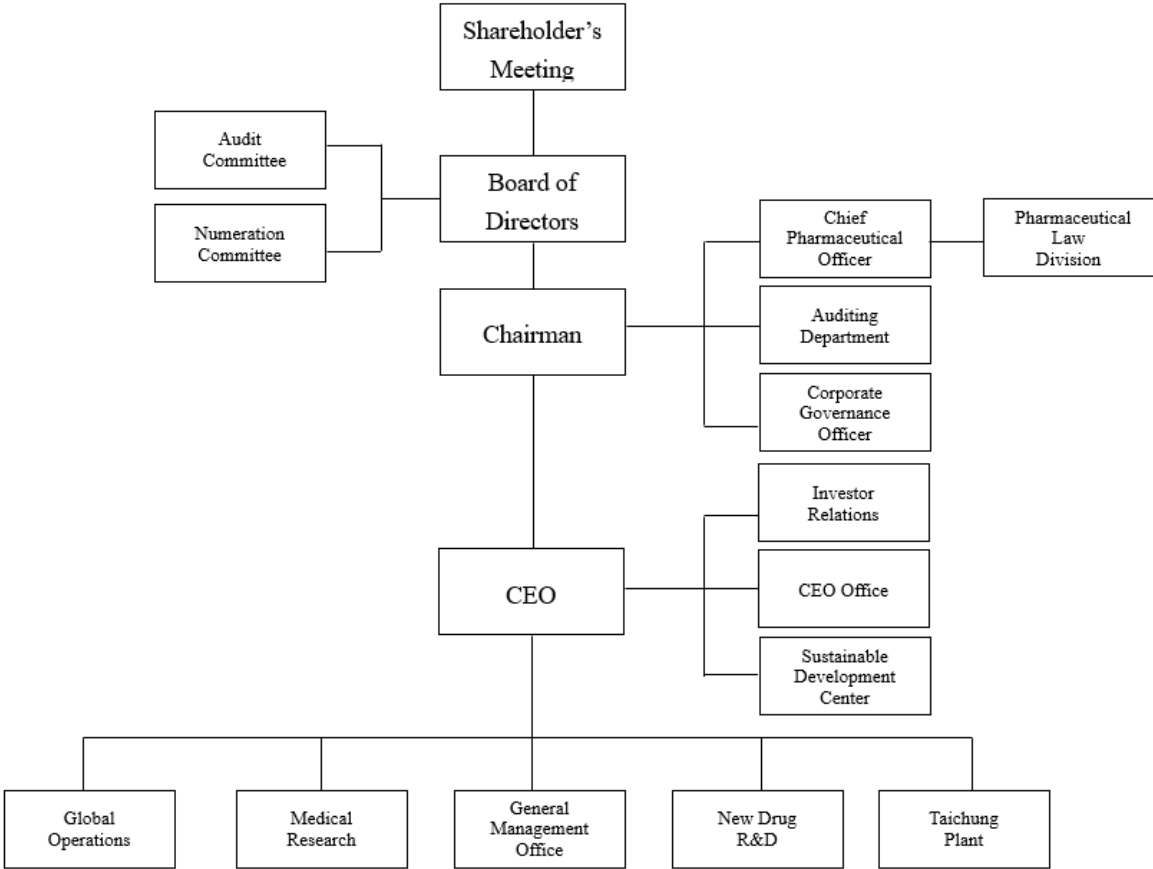 Shareholder’s
Meeting
Audit
Committee
Board of
Directors
Numeration
Committee
Chief
Pharmaceutical
Officer
Pharmaceutical
Law
Division
Chairman
Auditing
Department
Corporate
Governance
Officer
Investor
Relations
CEO
CEO Office
Sustainable
Development
Center
Global
Operations
Medical
Research
General
Management
Office
New Drug
R&D
Taichung
Plant